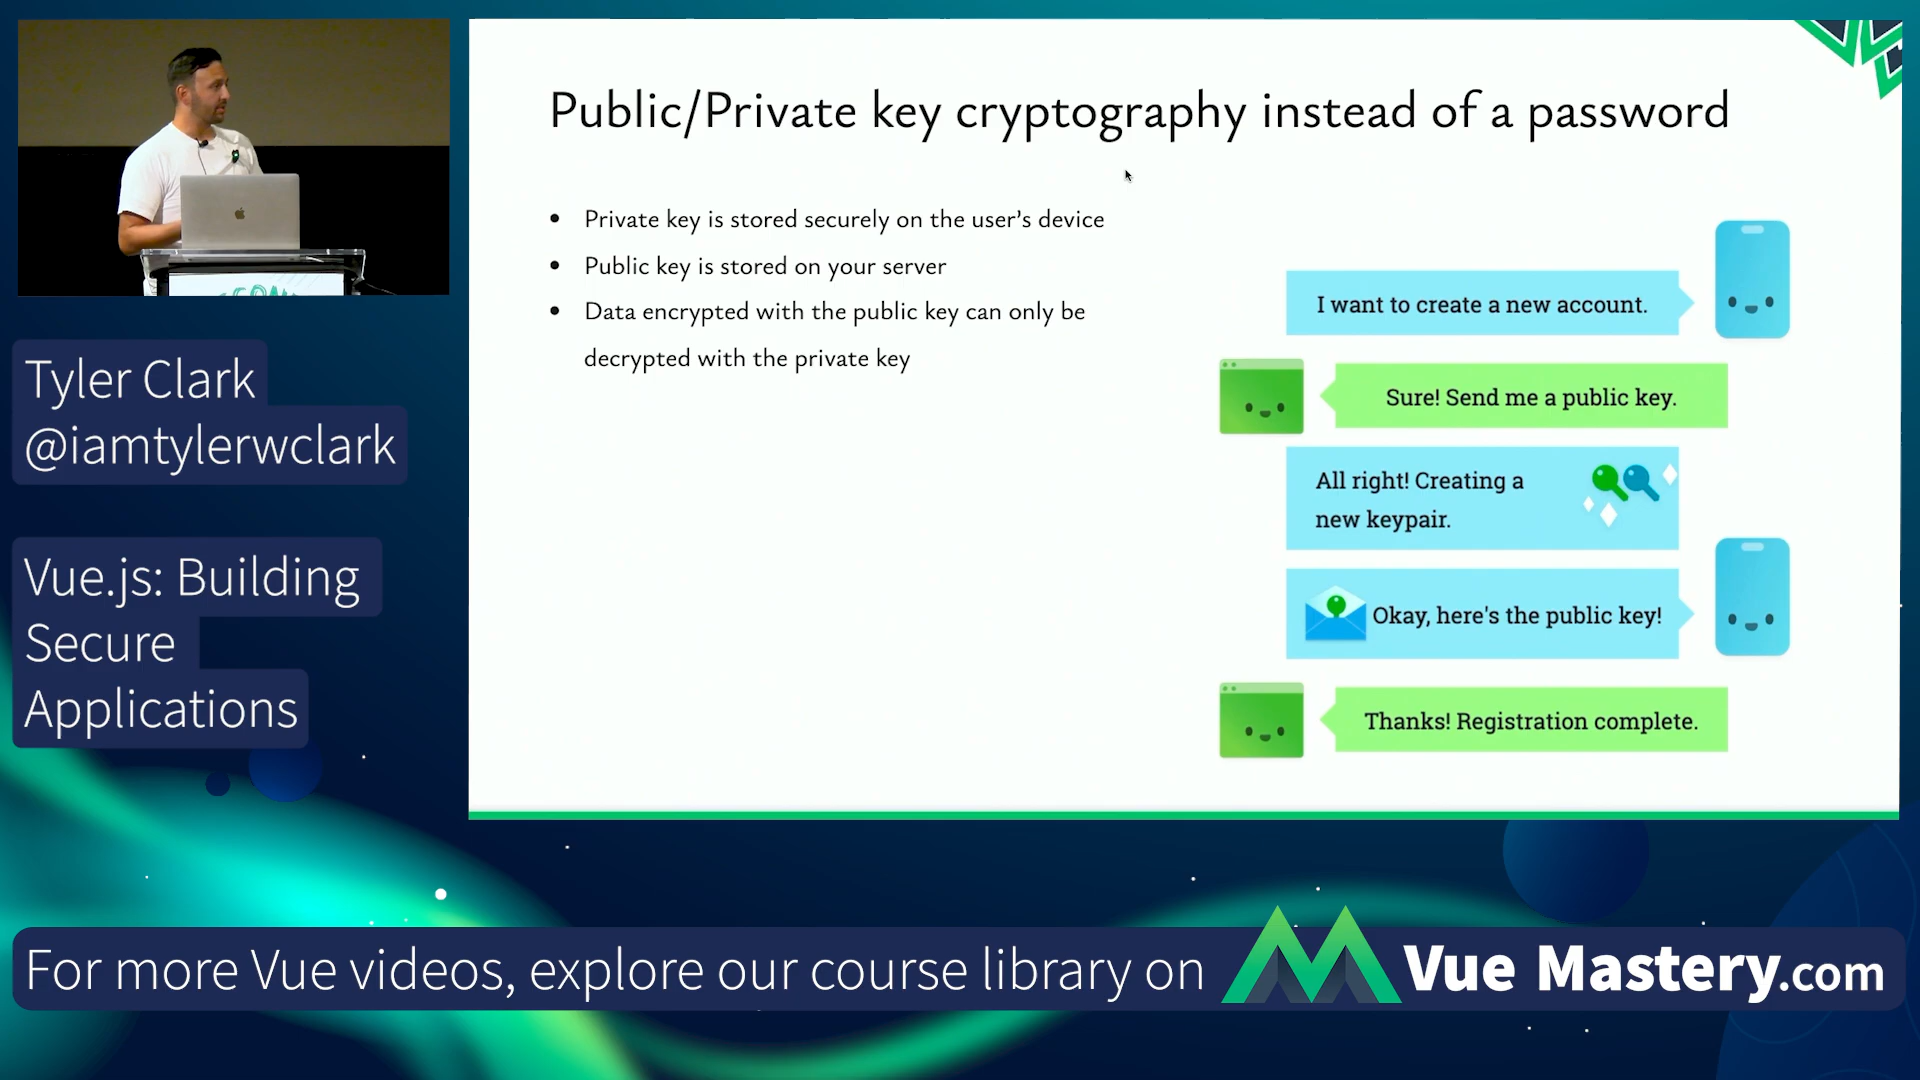 Public/Private key cryptography instead of a password
• Private key is stored securely on the user's device
• Public key is stored on your server
• Data encrypted with the public key can only be
decrypted with the private key
I want to create a new account.
Sure! Send me a public key.
All right! Creating a
new keypair.
Okay, here's the public key!
Thanks! Registration complete.
Tyler Clark
@iamtylerwclark
Vue.js: Building
Secure
Applications
For more Vue videos, explore our course library on Vue Mastery.com